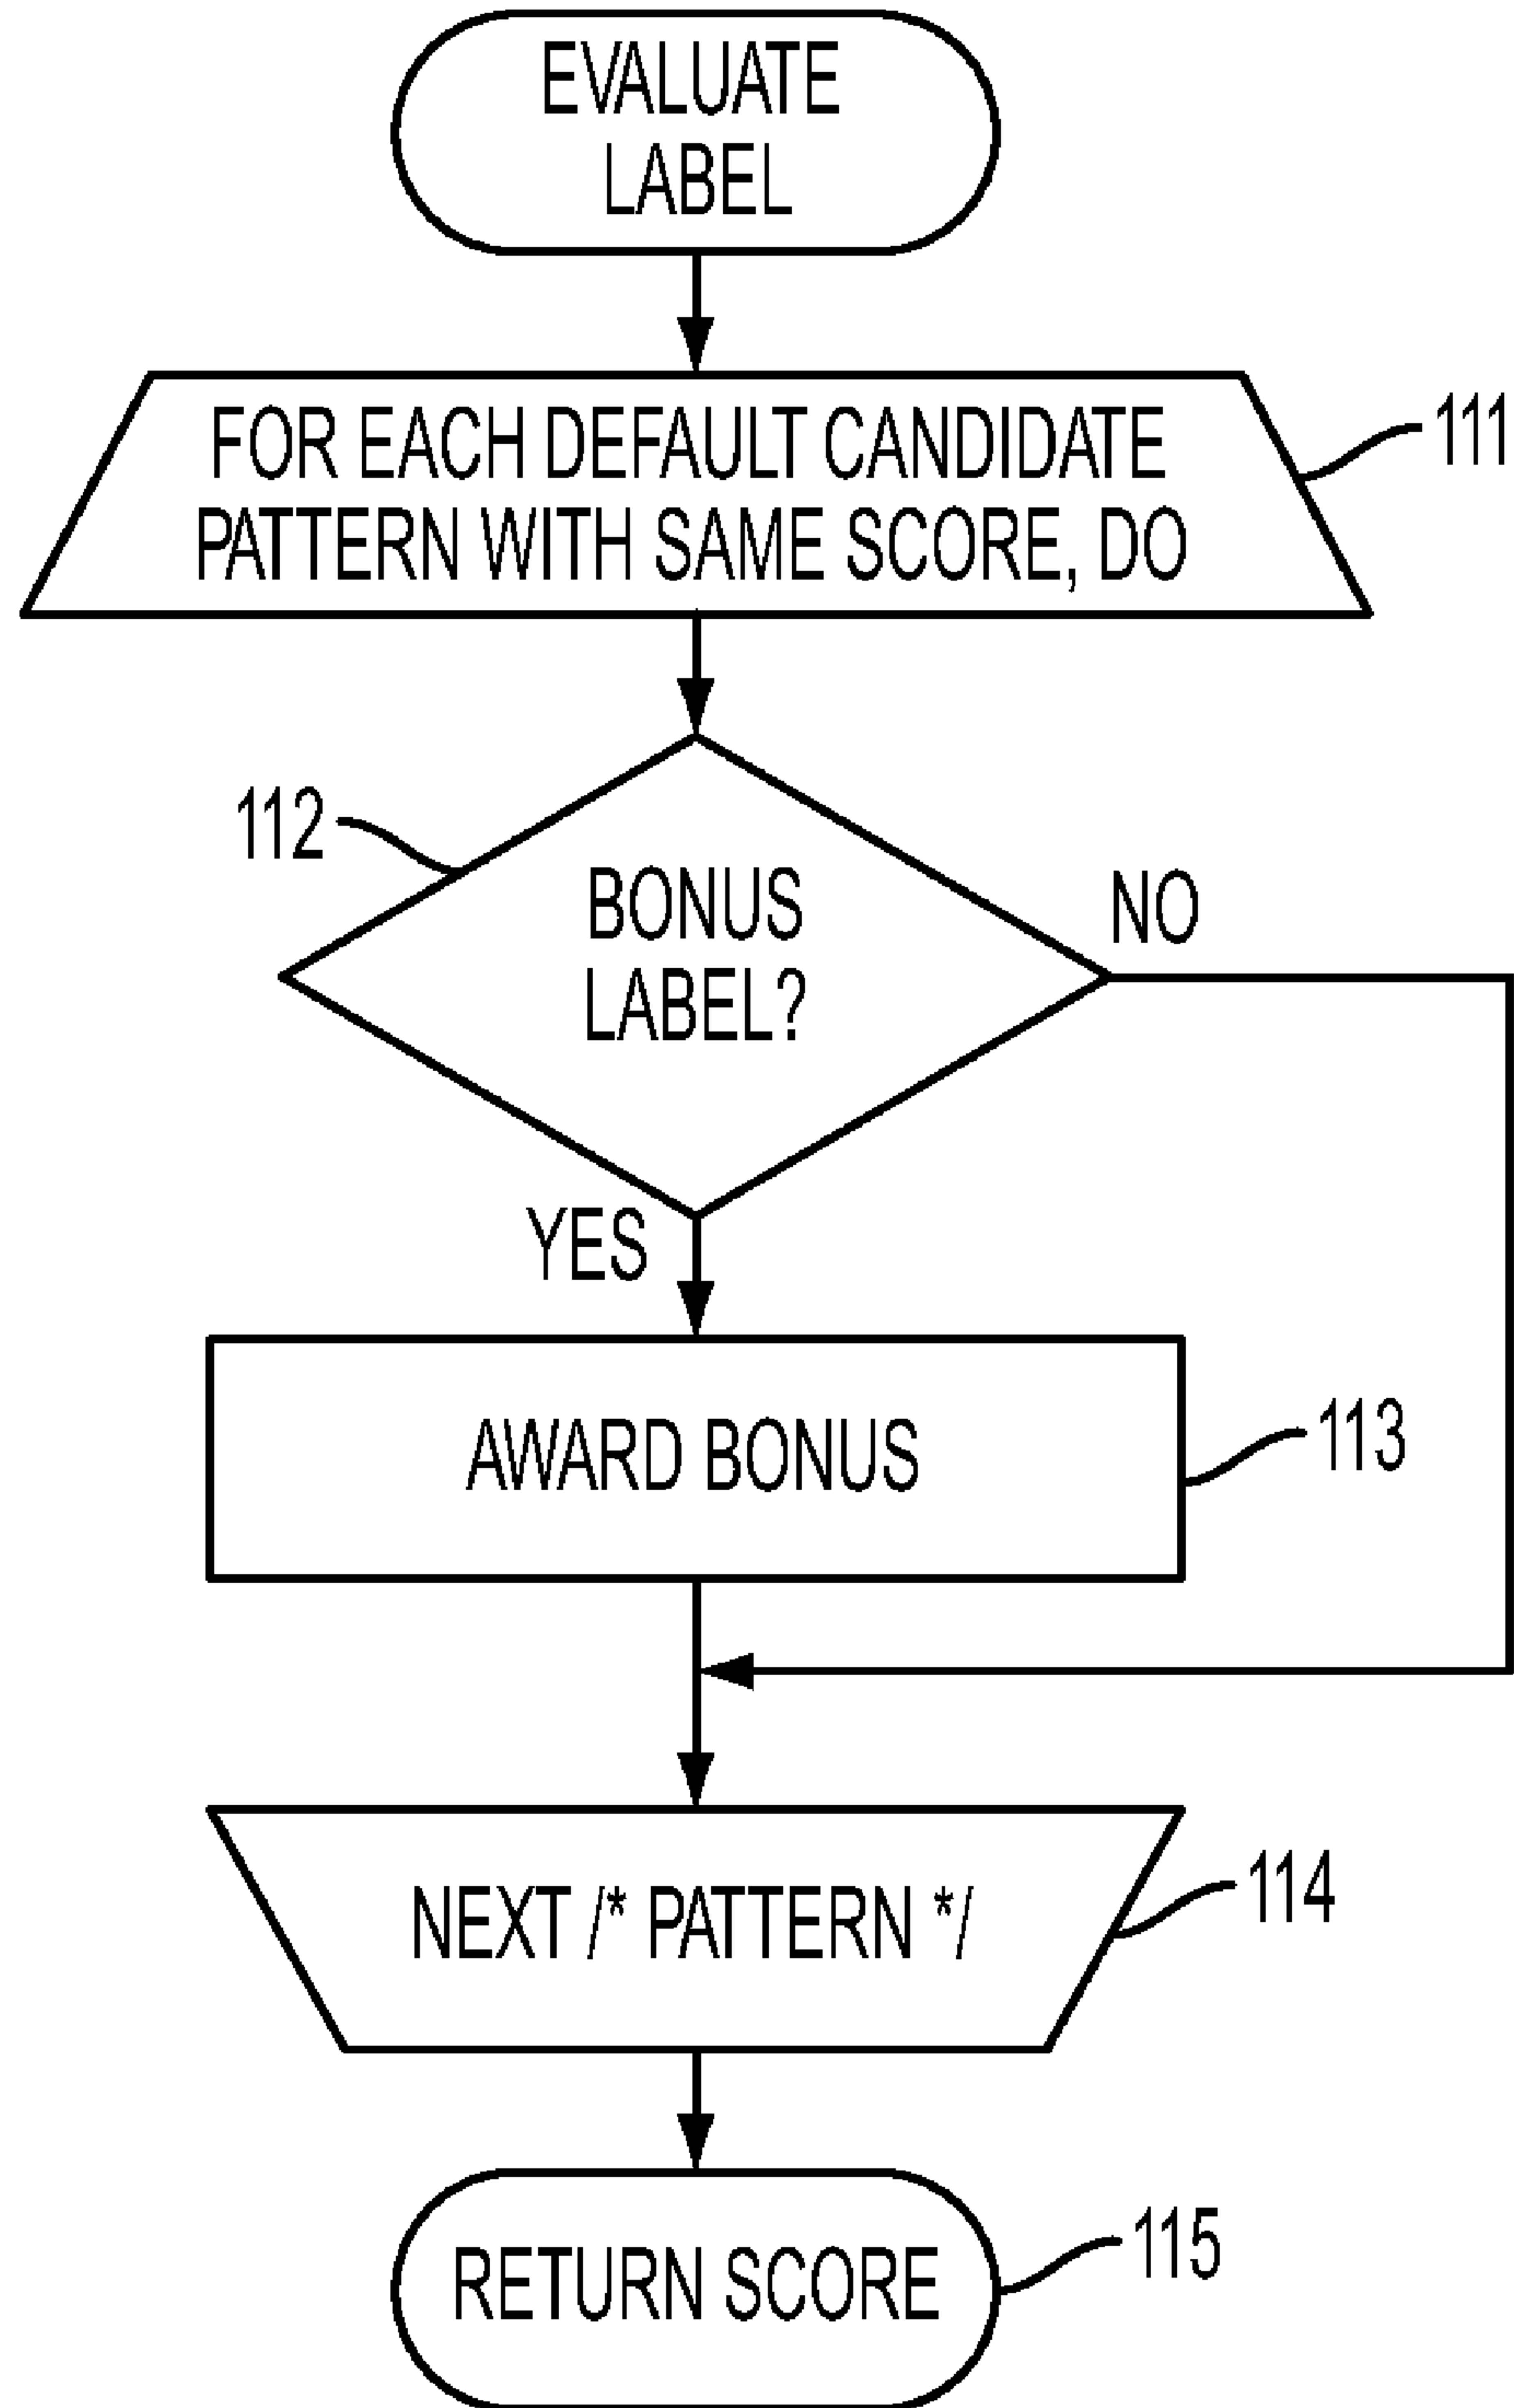 EVALUATE
LABEL
FOR EACH DEFAULT CANDIDATE
PATTERN WITH SAME SCORE, DO
111
112
BONUS
LABEL?
NO
YES
AWARD BONUS
113
NEXT /* PATTERN */
114
RETURN SCORE
115